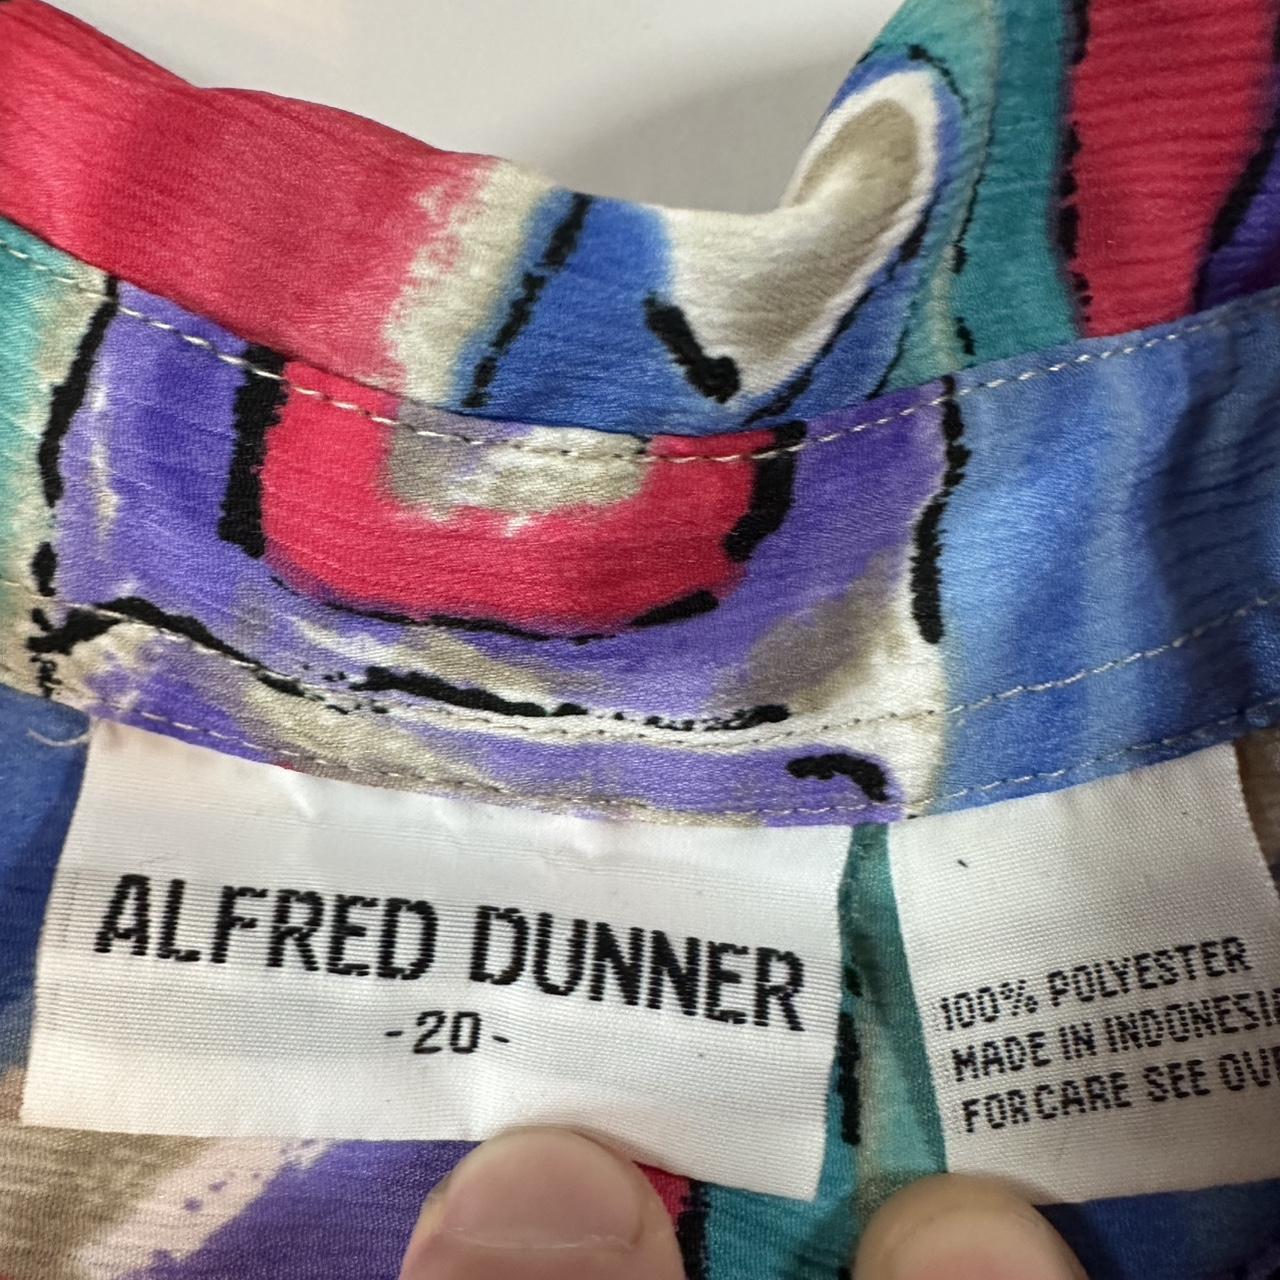 ALFRED DUNNER
-20-
100% POLYESTER
MADE IN INDONESI
FOR CARE SEE OV